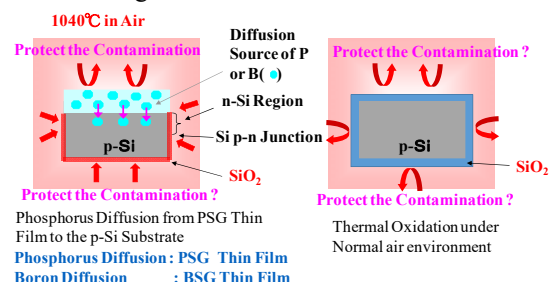 1040℃ in Air
Protect the Contamination
Diffusion
Source of P
or B( )
n-Si Region
Si p-n Junction
p-Si
SiO2
Protect the Contamination ?
Phosphorus Diffusion from PSG Thin
Film to the p-Si Substrate
Phosphorus Diffusion : PSG Thin Film
Boron Diffusion : BSG Thin Film
Protect the Contamination ?
p-Si
SiO2
Protect the Contamination ?
Thermal Oxidation under
Normal air environment